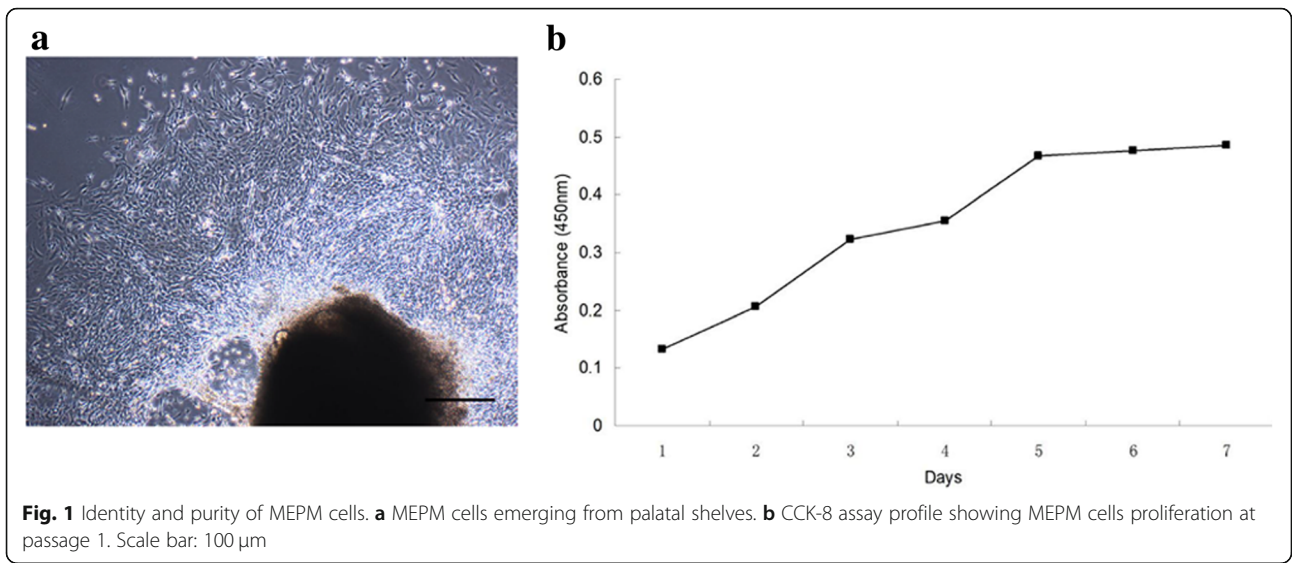 a
b
0.6
0.5
0.4
0.3
0.2
0.1
0
Absorbance (450nm)
1 2 3 4 5 6 7
Days
Fig. 1 Identity and purity of MEPM cells. a MEPM cells emerging from palatal shelves. b CCK-8 assay profile showing MEPM cells proliferation at
passage 1. Scale bar: 100 μm